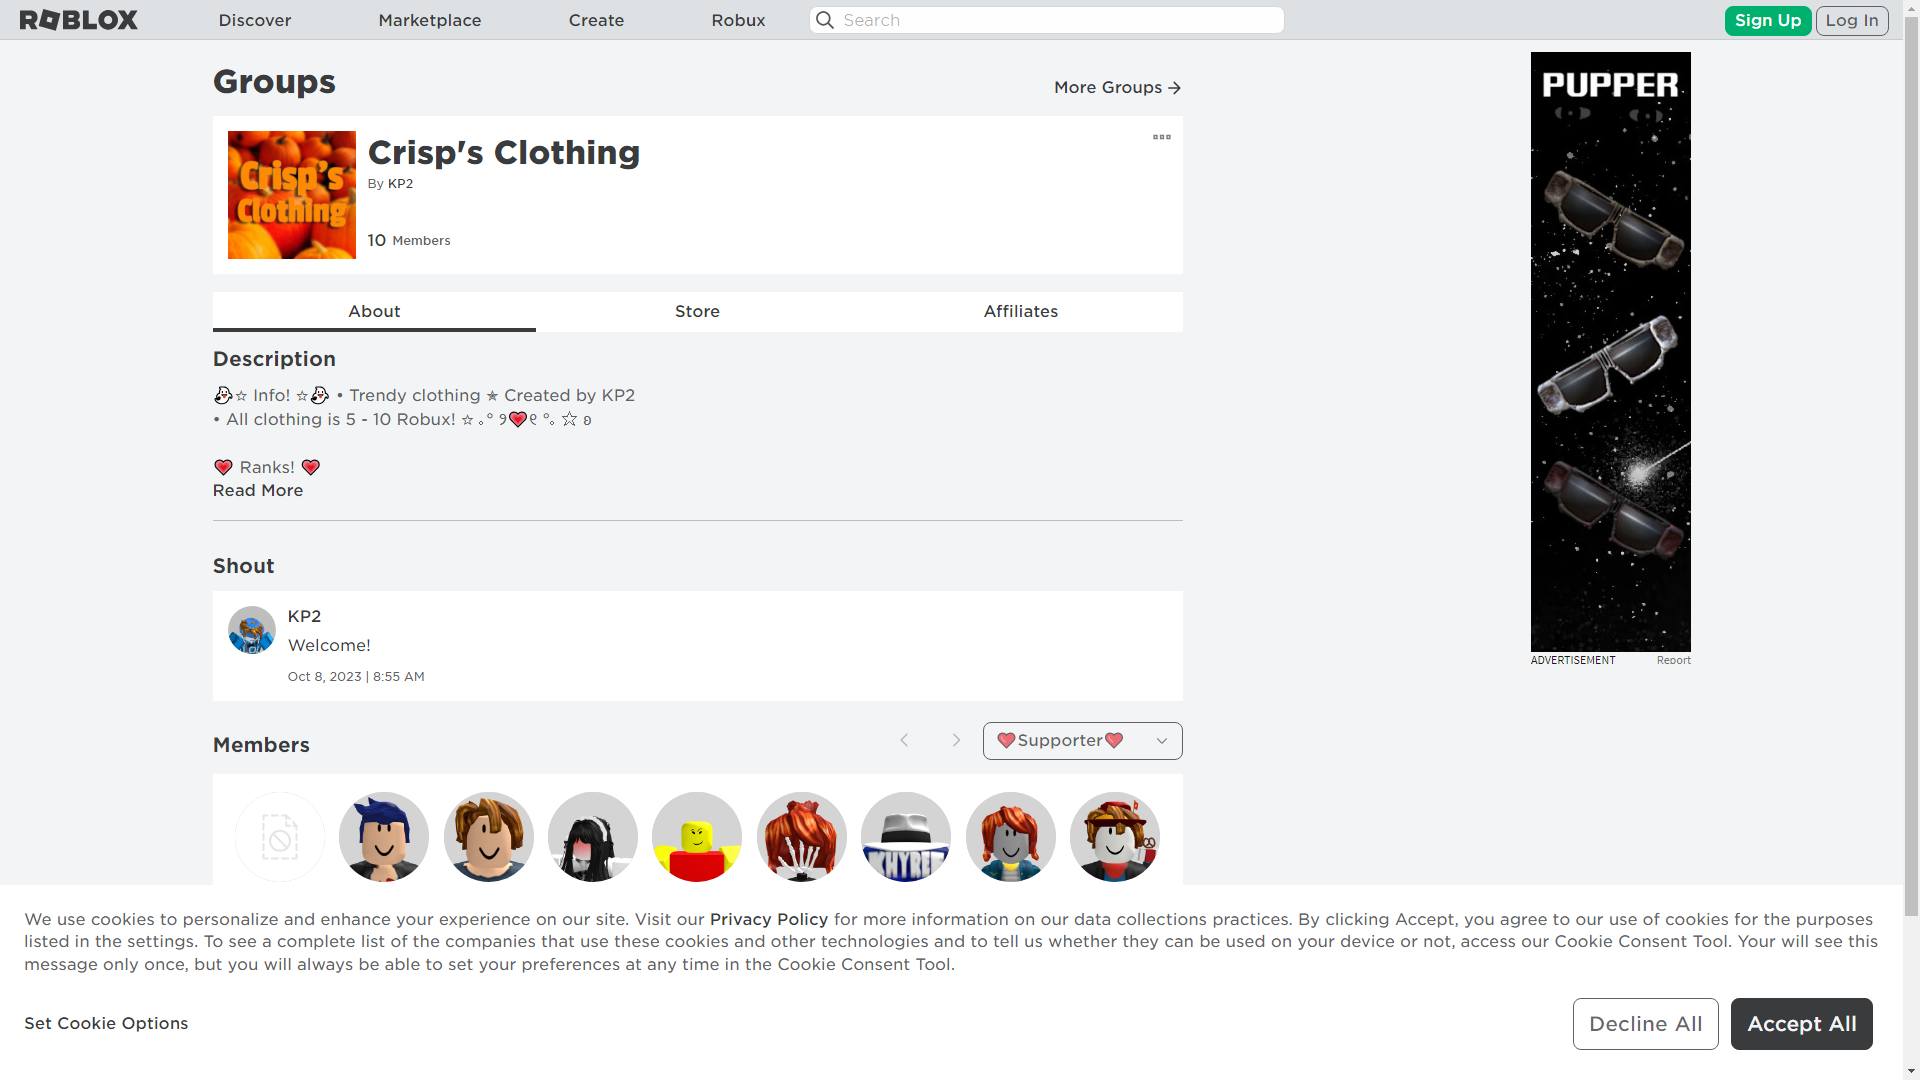 ROBLOX
Discover
Marketplace
Create
Robux
Search
Sign Up
Log In
Groups
More Groups
Crisp's Clothing
Crisp's Clothing
By KP2
10 Members
About
Store
Affiliates
Description
👻☆ Info! ☆👻 • Trendy clothing ★ Created by KP2
• All clothing is 5 - 10 Robux! ☆ ｡° ୨❤️୧ °｡ ☆ ʚ
❤️ Ranks! ❤️
Read More
Shout
KP2
Welcome!
Oct 8, 2023 | 8:55 AM
Members
❤️Supporter❤️
PUPPER
ADVERTISEMENT
Report
We use cookies to personalize and enhance your experience on our site. Visit our Privacy Policy for more information on our data collections practices. By clicking Accept, you agree to our use of cookies for the purposes
listed in the settings. To see a complete list of the companies that use these cookies and other technologies and to tell us whether they can be used on your device or not, access our Cookie Consent Tool. Your will see this
message only once, but you will always be able to set your preferences at any time in the Cookie Consent Tool.
Set Cookie Options
Decline All
Accept All